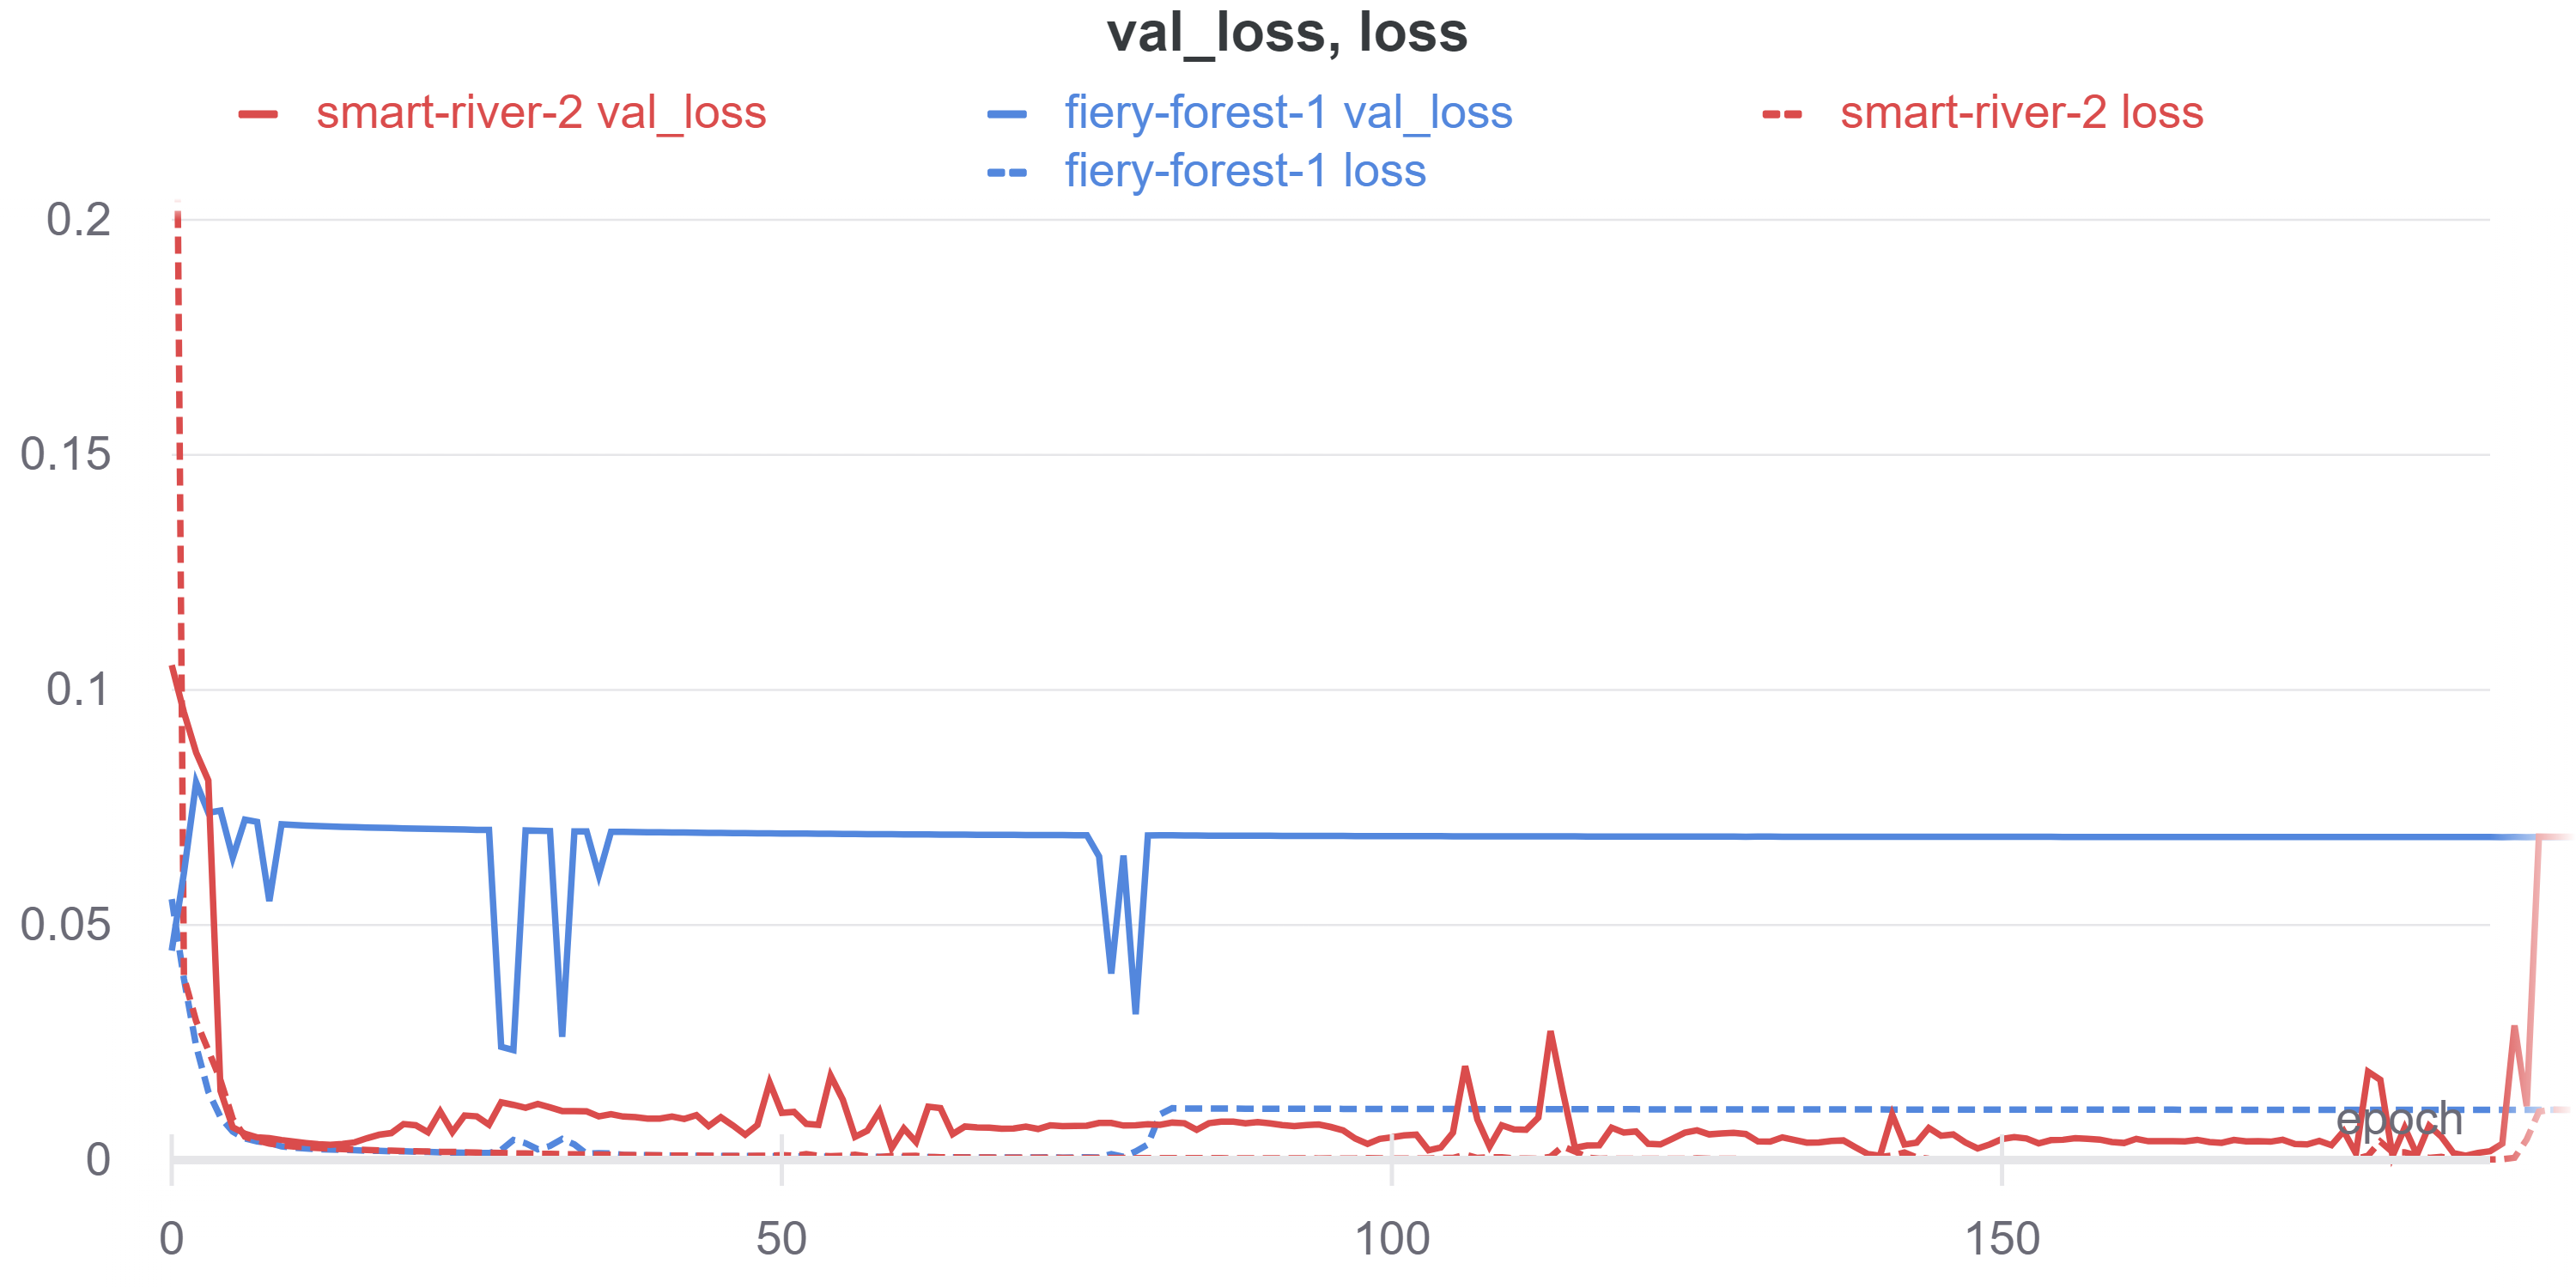 val_loss, loss
smart-river-2 val_loss
fiery-forest-1 val_loss
smart-river-2 loss
fiery-forest-1 loss
0.2
0.15
0.1
0.05
0
epoch
0
50
100
150